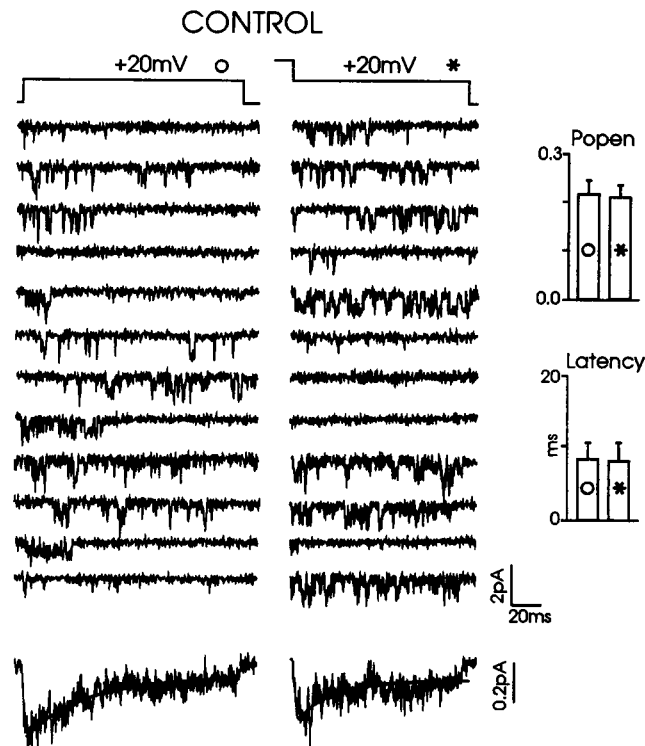 CONTROL
+20mV ○
+20mV *
Popen
0.3
○ *
0.0
Latency
20
ms
○ *
0
2pA
20ms
0.2pA